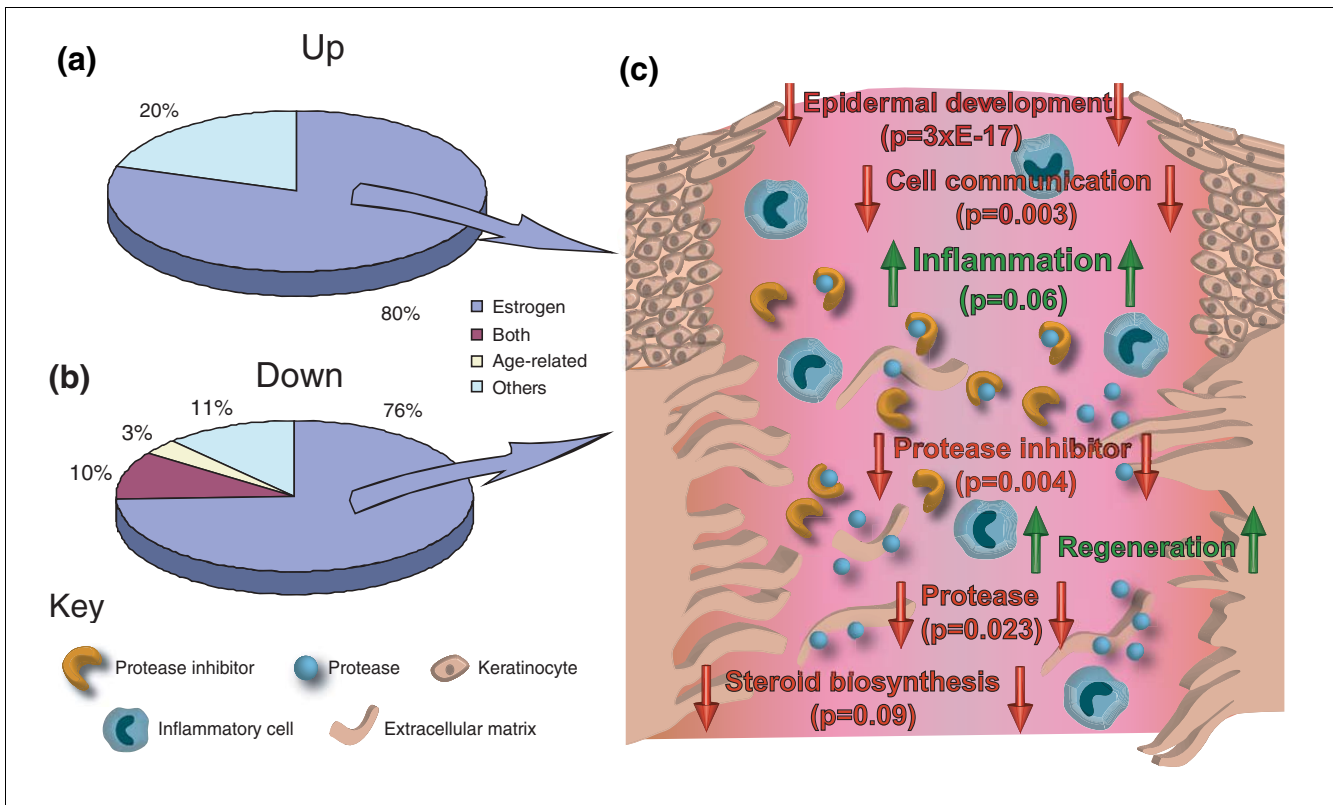 (a)
Up
20%
80%
Estrogen
Both
Age-related
Others
(b)
Down
11%
76%
3%
10%
Key
Protease inhibitor
Protease
Keratinocyte
Inflammatory cell
Extracellular matrix
(c)
Epidermal development
(p=3xE-17)
Cell communication
(p=0.003)
Inflammation
(p=0.06)
Protease inhibitor
(p=0.004)
Regeneration
Protease
(p=0.023)
Steroid biosynthesis
(p=0.09)